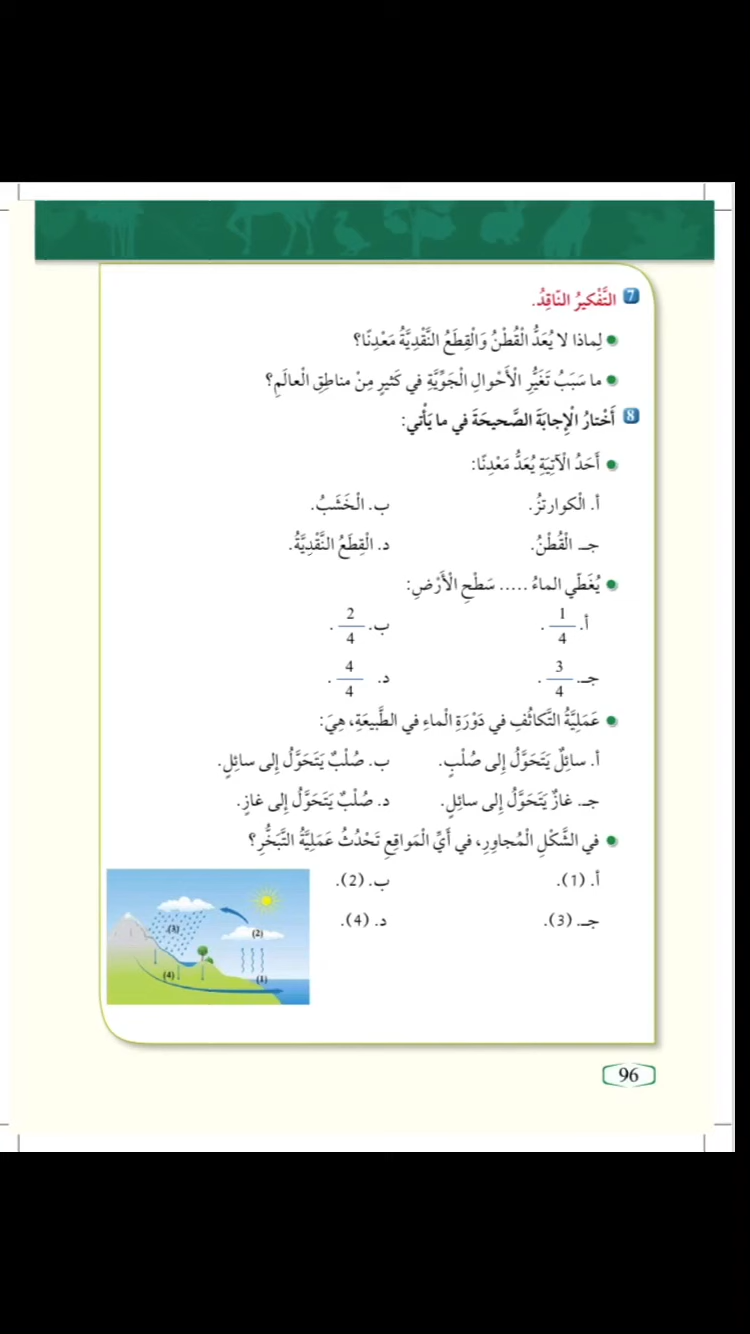 7 التَّفْكيرُ النّاقِدُ.
● لِماذا لا يُعَدُّ الْقُطْنُ وَالْقِطَعُ النَّقْدِيَّةُ مَعْدِنًا؟
● ما سَبَبُ تَغَيُّرِ الْأَحْوالِ الْجَوِّيَّةِ في كَثيرٍ مِنْ مناطِقِ الْعالَمِ؟
8 أَخْتارُ الْإِجابَةَ الصَّحيحَةَ في ما يَأْتي:
● أَحَدُ الْآتِيَةِ يُعَدُّ مَعْدِنًا:
أ. الْكوارتزُ. ب. الْخَشَبُ.
جـ. الْقُطْنُ. د. الْقِطَعُ النَّقْدِيَّةُ.
● يُغَطّي الماءُ ..... سَطْحِ الْأَرْضِ:
أ. 1/4 . ب. 2/4 .
جـ. 3/4 . د. 4/4 .
● عَمَلِيَّةُ التَّكاثُفِ في دَوْرَةِ الْماءِ في الطَّبيعَةِ، هِيَ:
أ. سائِلٌ يَتَحَوَّلُ إِلى صُلْبٍ. ب. صُلْبٌ يَتَحَوَّلُ إِلى سائِلٍ.
جـ. غازٌ يَتَحَوَّلُ إِلى سائِلٍ. د. صُلْبٌ يَتَحَوَّلُ إِلى غازٍ.
● في الشَّكْلِ الْمُجاوِرِ، في أَيِّ الْمَواقِعِ تَحْدُثُ عَمَلِيَّةُ التَّبَخُّرِ؟
أ. (1). ب. (2).
جـ. (3). د. (4).
(3)
(2)
(4)
(1)
96